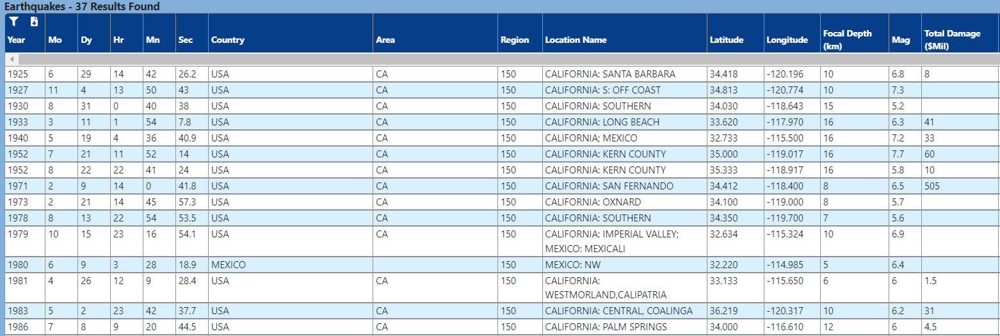 Earthquakes - 37 Results Found
Year Mo Dy Hr Mn Sec Country Area Region Location Name Latitude Longitude Focal Depth (km) Mag Total Damage ($Mil)
1925 6 29 14 42 26.2 USA CA 150 CALIFORNIA: SANTA BARBARA 34.418 -120.196 10 6.8 8
1927 11 4 13 50 43 USA CA 150 CALIFORNIA: S: OFF COAST 34.813 -120.774 10 7.3
1930 8 31 0 40 38 USA CA 150 CALIFORNIA: SOUTHERN 34.030 -118.643 15 5.2
1933 3 11 1 54 7.8 USA CA 150 CALIFORNIA: LONG BEACH 33.620 -117.970 16 6.3 41
1940 5 19 4 36 40.9 USA CA 150 CALIFORNIA; MEXICO 32.733 -115.500 16 7.2 33
1952 7 21 11 52 14 USA CA 150 CALIFORNIA: KERN COUNTY 35.000 -119.017 16 7.7 60
1952 8 22 22 41 24 USA CA 150 CALIFORNIA: KERN COUNTY 35.333 -118.917 16 5.8 10
1971 2 9 14 0 41.8 USA CA 150 CALIFORNIA: SAN FERNANDO 34.412 -118.400 8 6.5 505
1973 2 21 14 45 57.3 USA CA 150 CALIFORNIA: OXNARD 34.100 -119.000 8 5.7
1978 8 13 22 54 53.5 USA CA 150 CALIFORNIA: SOUTHERN 34.350 -119.700 7 5.6
1979 10 15 23 16 54.1 USA CA 150 CALIFORNIA: IMPERIAL VALLEY; 32.634 -115.324 10 6.9
MEXICO: MEXICALI
1980 6 9 3 28 18.9 MEXICO 150 MEXICO: NW 32.220 -114.985 5 6.4
1981 4 26 12 9 28.4 USA CA 150 CALIFORNIA: 33.133 -115.650 6 6 1.5
WESTMORLAND,CALIPATRIA
1983 5 2 23 42 37.7 USA CA 150 CALIFORNIA: CENTRAL, COALINGA 36.219 -120.317 10 6.2 31
1986 7 8 9 20 44.5 USA CA 150 CALIFORNIA: PALM SPRINGS 34.000 -116.610 12 6 4.5